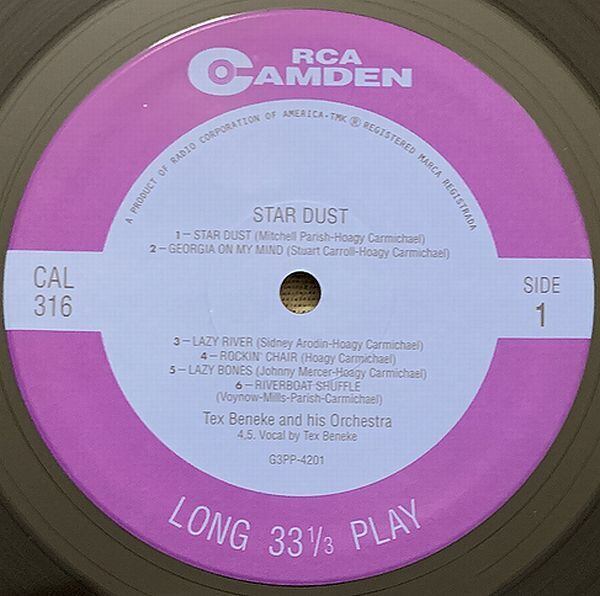 RCA
CAMDEN
A PRODUCT OF RADIO CORPORATION OF AMERICA • TMK ® REGISTERED MARCA REGISTRADA
STAR DUST
1 — STAR DUST (Mitchell Parish-Hoagy Carmichael)
2 — GEORGIA ON MY MIND (Stuart Carroll-Hoagy Carmichael)
CAL
316
SIDE
1
3 — LAZY RIVER (Sidney Arodin-Hoagy Carmichael)
4 — ROCKIN' CHAIR (Hoagy Carmichael)
5 — LAZY BONES (Johnny Mercer-Hoagy Carmichael)
6 — RIVERBOAT SHUFFLE
(Voynow-Mills-Parish-Carmichael)
Tex Beneke and his Orchestra
4,5. Vocal by Tex Beneke
G3PP-4201
LONG 33 1/3 PLAY